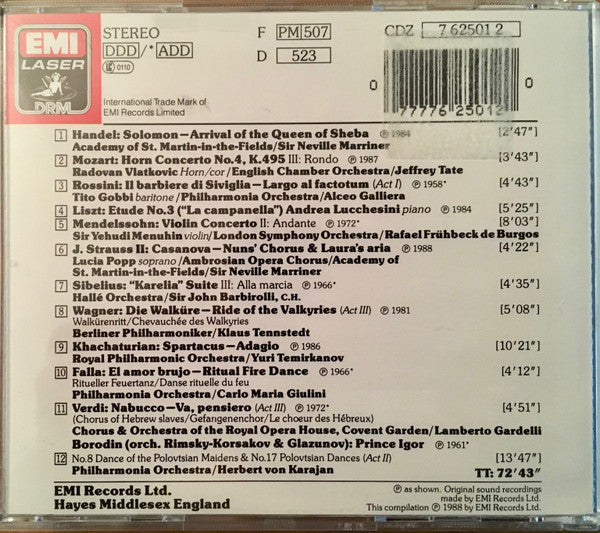 EMI
LASER
DRM
STEREO
DDD/*ADD
LC 0110
F PM 507
D 523
CDZ 7 62501 2
0 77776 25012 0
International Trade Mark of
EMI Records Limited
1 Handel: Solomon–Arrival of the Queen of Sheba ℗ 1984 [2'47"]
Academy of St. Martin-in-the-Fields/Sir Neville Marriner
2 Mozart: Horn Concerto No.4, K.495 III: Rondo ℗ 1987 [3'43"]
Radovan Vlatkovic Horn/cor/English Chamber Orchestra/Jeffrey Tate
3 Rossini: Il barbiere di Siviglia–Largo al factotum (Act I) ℗ 1958* [4'43"]
Tito Gobbi baritone/Philharmonia Orchestra/Alceo Galliera
4 Liszt: Etude No.3 ("La campanella") Andrea Lucchesini piano ℗ 1984 [5'25"]
5 Mendelssohn: Violin Concerto II: Andante ℗ 1972* [8'03"]
Sir Yehudi Menuhin violin/London Symphony Orchestra/Rafael Frühbeck de Burgos
6 J. Strauss II: Casanova–Nuns' Chorus & Laura's aria ℗ 1988 [4'22"]
Lucia Popp soprano/Ambrosian Opera Chorus/Academy of
St. Martin-in-the-Fields/Sir Neville Marriner
7 Sibelius: "Karelia" Suite III: Alla marcia ℗ 1966* [4'35"]
Hallé Orchestra/Sir John Barbirolli, C.H.
8 Wagner: Die Walküre–Ride of the Valkyries (Act III) ℗ 1981 [5'08"]
Walkürenritt/Chevauchée des Walkyries
Berliner Philharmoniker/Klaus Tennstedt
9 Khachaturian: Spartacus–Adagio ℗ 1986 [10'21"]
Royal Philharmonic Orchestra/Yuri Temirkanov
10 Falla: El amor brujo–Ritual Fire Dance ℗ 1966* [4'12"]
Ritueller Feuertanz/Danse rituelle du feu
Philharmonia Orchestra/Carlo Maria Giulini
11 Verdi: Nabucco–Va, pensiero (Act III) ℗ 1972* [4'51"]
(Chorus of Hebrew slaves/Gefangenenchor/Le choeur des Hébreux)
Chorus & Orchestra of the Royal Opera House, Covent Garden/Lamberto Gardelli
Borodin (orch. Rimsky-Korsakov & Glazunov): Prince Igor ℗ 1961*
12 No.8 Dance of the Polovtsian Maidens & No.17 Polovtsian Dances (Act II) [13'47"]
Philharmonia Orchestra/Herbert von Karajan TT: 72'43"
EMI Records Ltd.
Hayes Middlesex England
℗ as shown. Original sound recordings
made by EMI Records Ltd.
This compilation ℗ 1988 by EMI Records Ltd.